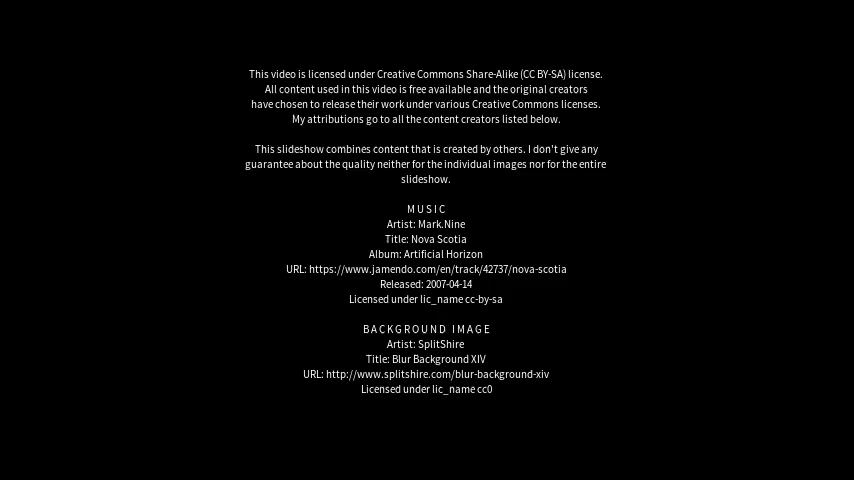 This video is licensed under Creative Commons Share-Alike (CC BY-SA) license.
All content used in this video is free available and the original creators
have chosen to release their work under various Creative Commons licenses.
My attributions go to all the content creators listed below.
This slideshow combines content that is created by others. I don't give any
guarantee about the quality neither for the individual images nor for the entire
slideshow.
MUSIC
Artist: Mark.Nine
Title: Nova Scotia
Album: Artificial Horizon
URL: https://www.jamendo.com/en/track/42737/nova-scotia
Released: 2007-04-14
Licensed under lic_name cc-by-sa
BACKGROUND IMAGE
Artist: SplitShire
Title: Blur Background XIV
URL: http://www.splitshire.com/blur-background-xiv
Licensed under lic_name cc0